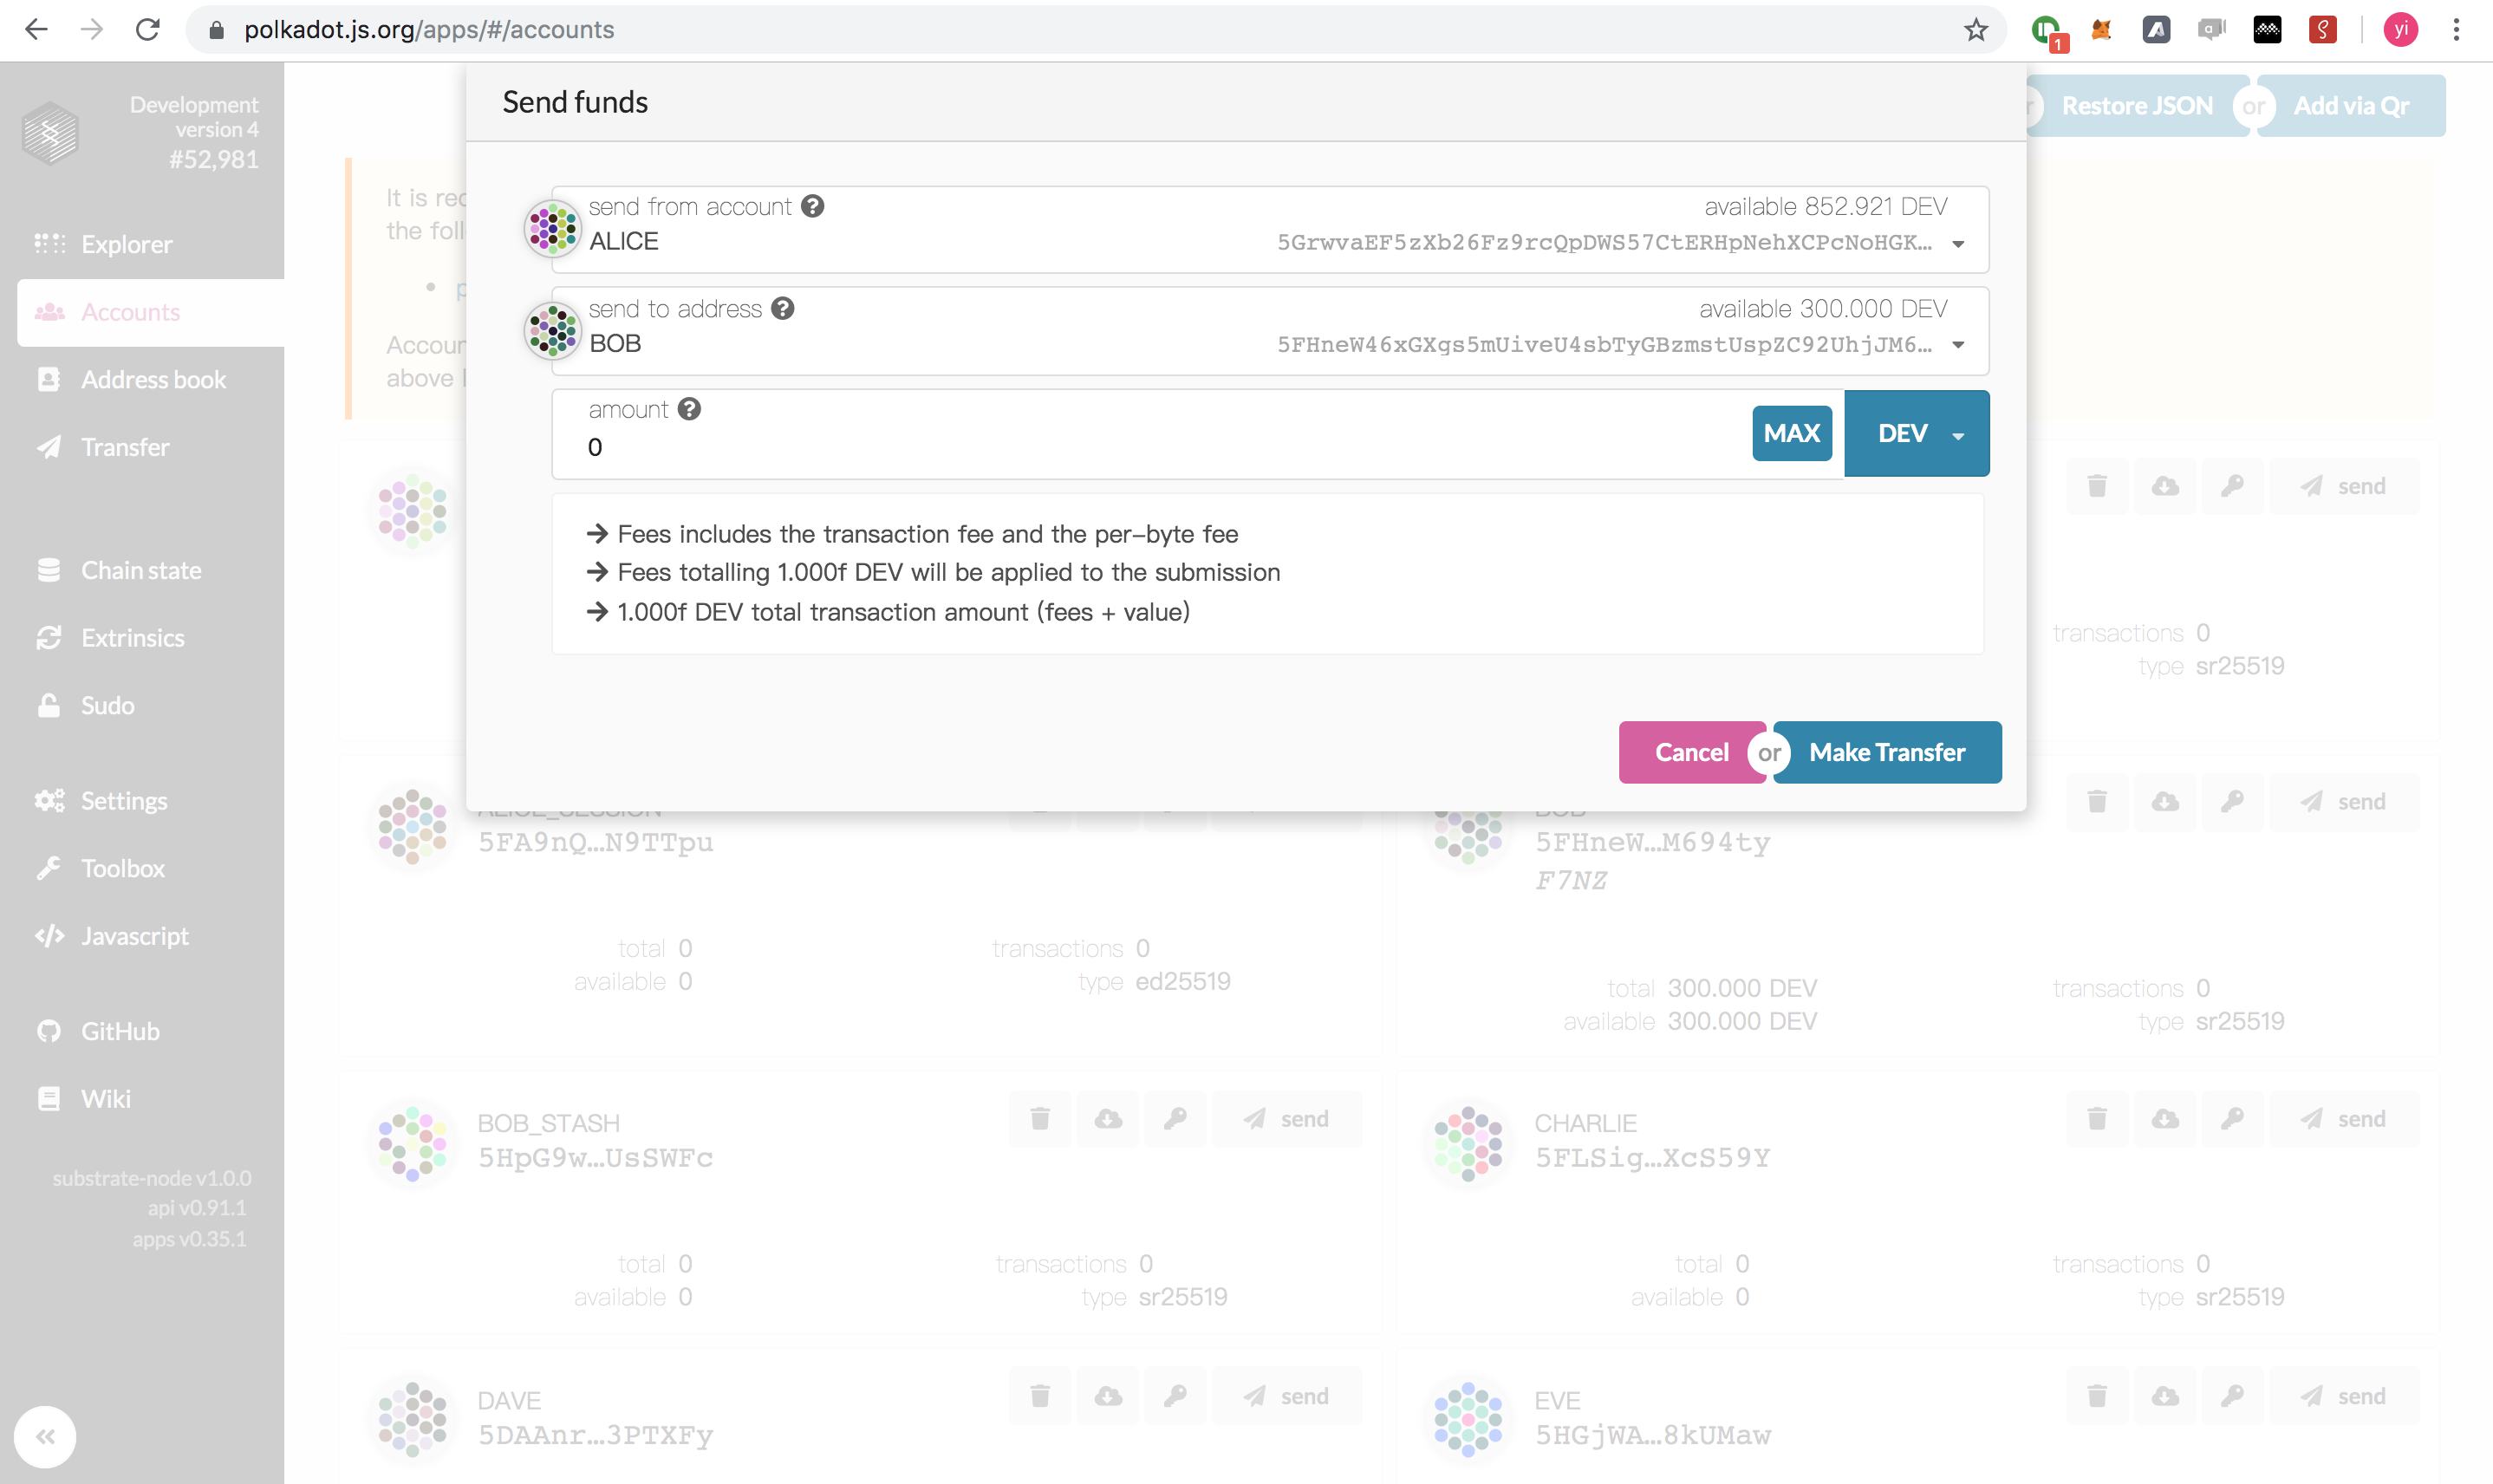 polkadot.js.org/apps/#/accounts
1
yi
Development
version 4
#52,981
Explorer
Accounts
Address book
Transfer
Chain state
Extrinsics
Sudo
Settings
Toolbox
Javascript
GitHub
Wiki
substrate-node v1.0.0
api v0.91.1
apps v0.35.1
Restore JSON or Add via Qr
It is rec
the foll
Accoun
above
Send funds
send from account
available 852.921 DEV
ALICE
5GrwvaEF5zXb26Fz9rcQpDWS57CtERHpNehXCPcNoHGK…
send to address
available 300.000 DEV
BOB
5FHneW46xGXgs5mUiveU4sbTyGBzmstUspZC92UhjJM6…
amount
0
MAX
DEV
Fees includes the transaction fee and the per-byte fee
Fees totalling 1.000f DEV will be applied to the submission
1.000f DEV total transaction amount (fees + value)
Cancel or Make Transfer
send
transactions 0
type sr25519
ALICE_SESSION
5FA9nQ…N9TTpu
total 0
available 0
transactions 0
type ed25519
BOB
send
5FHneW…M694ty
F7NZ
total 300.000 DEV
available 300.000 DEV
transactions 0
type sr25519
BOB_STASH
send
5HpG9w…UsSWFc
total 0
available 0
transactions 0
type sr25519
CHARLIE
send
5FLSig…XcS59Y
total 0
available 0
transactions 0
type sr25519
DAVE
send
5DAAnr…3PTXFy
EVE
send
5HGjWA…8kUMaw